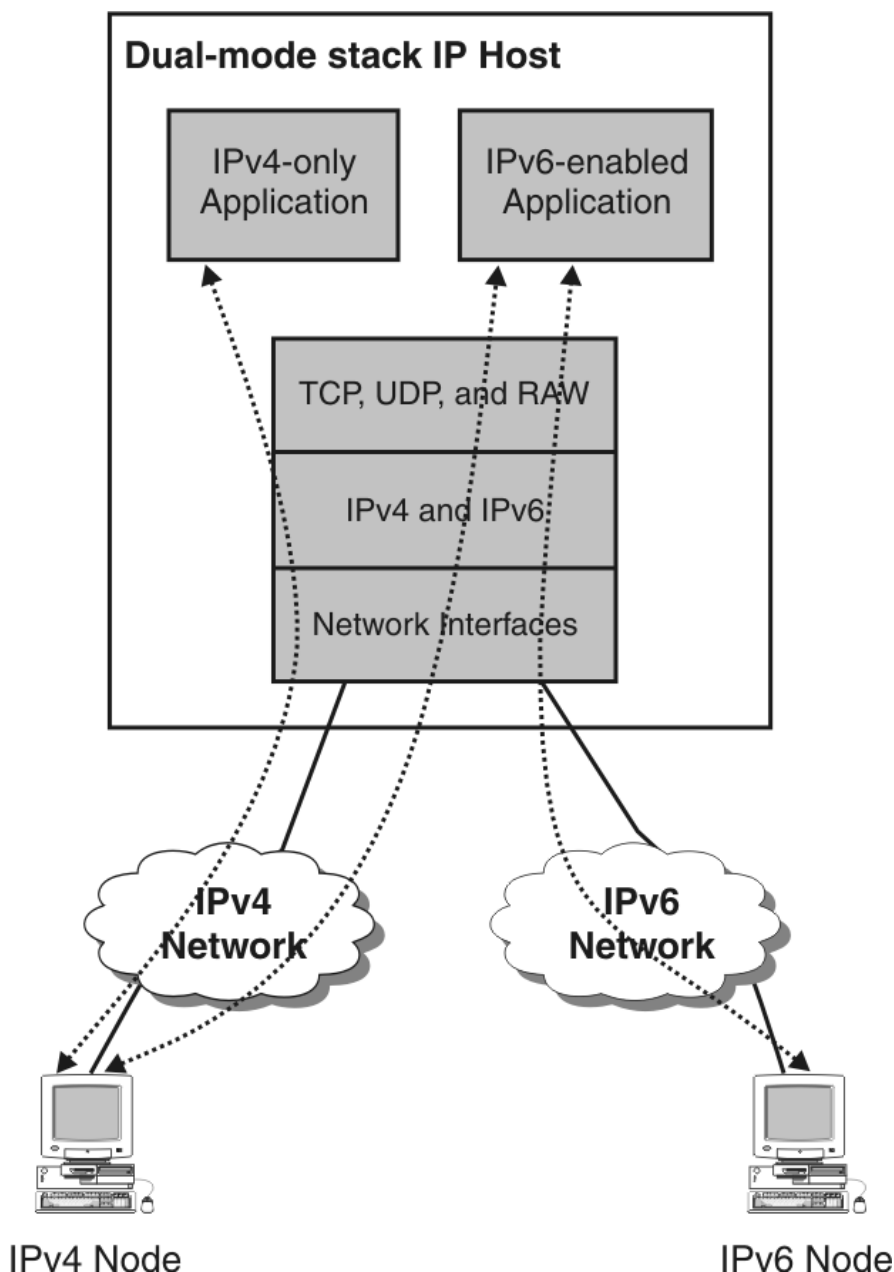 Dual-mode stack IP Host
IPv4-only
Application
IPv6-enabled
Application
TCP, UDP, and RAW
IPv4 and IPv6
Network Interfaces
IPv4
Network
IPv6
Network
IPv4 Node
IPv6 Node